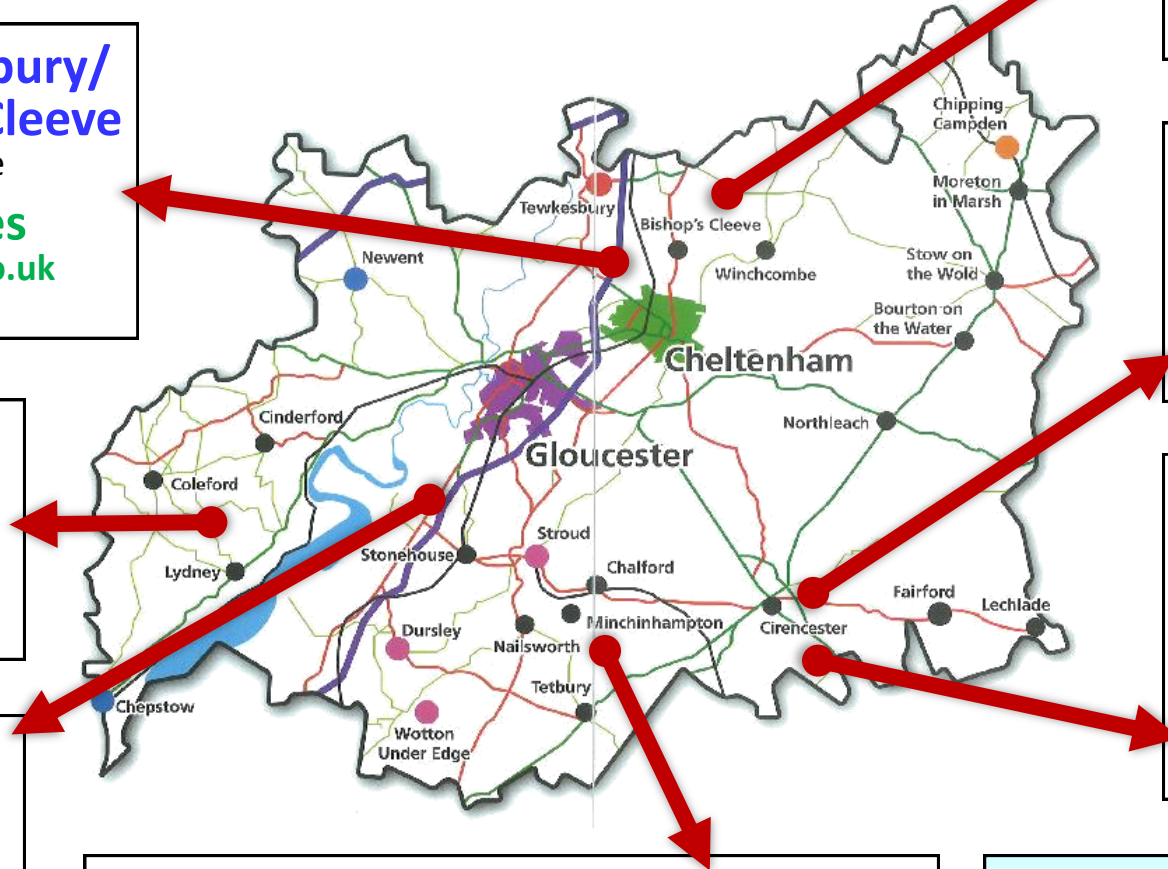 bury/
Cleeve
e
es
o.uk
Chipping
Campden
Moreton
in Marsh
Tewkesbury
Bishop's Cleeve
Winchcombe
Stow on
the Wold
Newent
Bourton on
the Water
Cheltenham
Cinderford
Northleach
Gloucester
Coleford
Stroud
Stonehouse
Chalford
Lydney
Fairford
Lechlade
Minchinhampton
Cirencester
Dursley
Nailsworth
Tetbury
Chepstow
Wotton
Under Edge